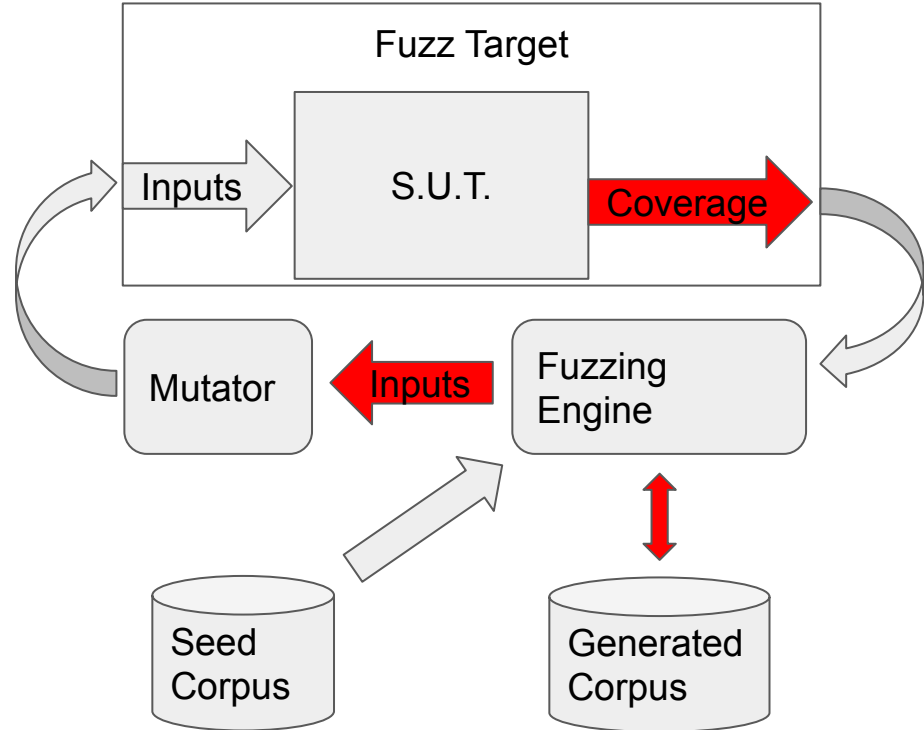 Fuzz Target
Inputs
S.U.T.
Coverage
Mutator
Inputs
Fuzzing
Engine
Seed
Corpus
Generated
Corpus